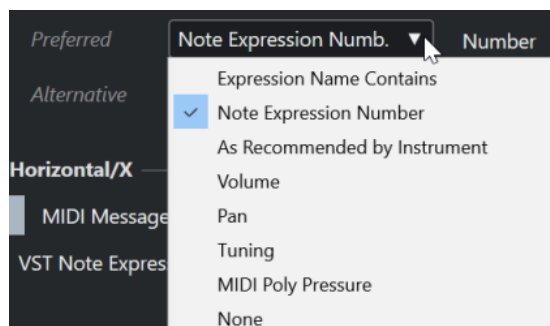 Preferred Note Expression Numb. Number
Expression Name Contains
Alternative
Note Expression Number
As Recommended by Instrument
Horizontal/X
Volume
MIDI Message
Pan
Tuning
VST Note Expres
MIDI Poly Pressure
None